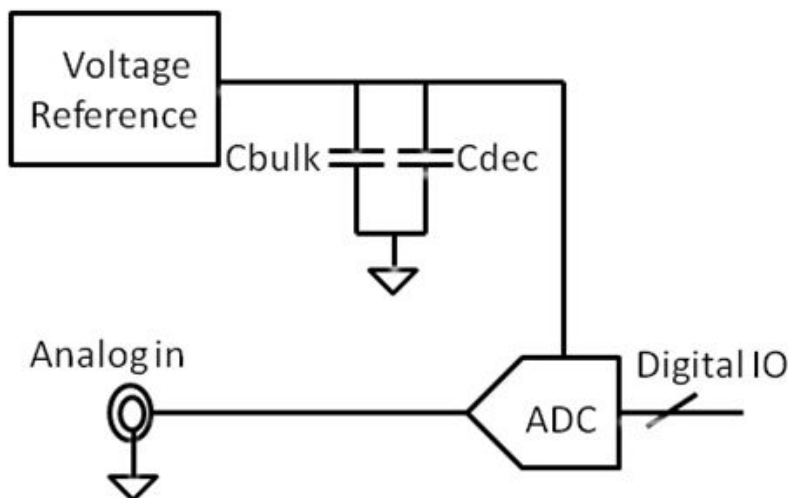 Voltage
Reference
Cbulk
Cdec
Analog in
Digital IO
ADC